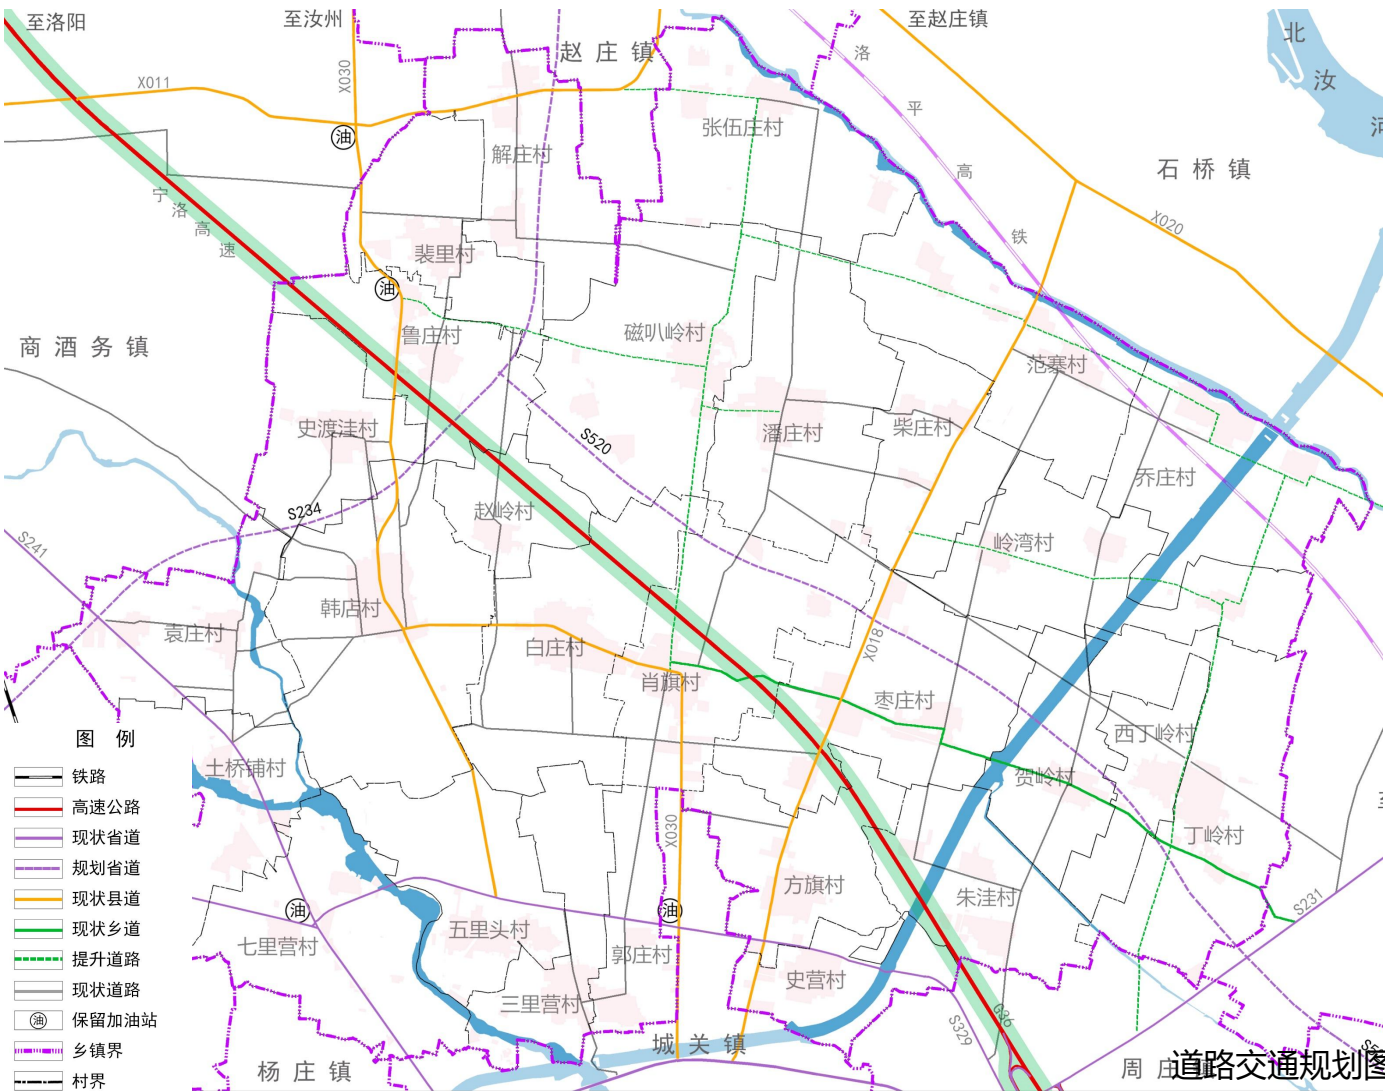 至洛阳
至汝州
赵庄镇
至赵庄镇
北汝河
洛平高铁
石桥镇
X011
X030
油
解庄村
张伍庄村
X020
宁洛高速
裴里村
油
鲁庄村
磁叭岭村
商酒务镇
范寨村
史渡洼村
S520
潘庄村
柴庄村
乔庄村
S234
赵岭村
S241
岭湾村
韩店村
袁庄村
白庄村
X018
肖旗村
枣庄村
西丁岭村
土桥铺村
贺岭村
丁岭村
X030
方旗村
朱洼村
S231
油
油
七里营村
五里头村
郭庄村
史营村
三里营村
G36
S329
城关镇
杨庄镇
周庄
道路交通规划图
图例
铁路
高速公路
现状省道
规划省道
现状县道
现状乡道
提升道路
现状道路
油 保留加油站
乡镇界
村界